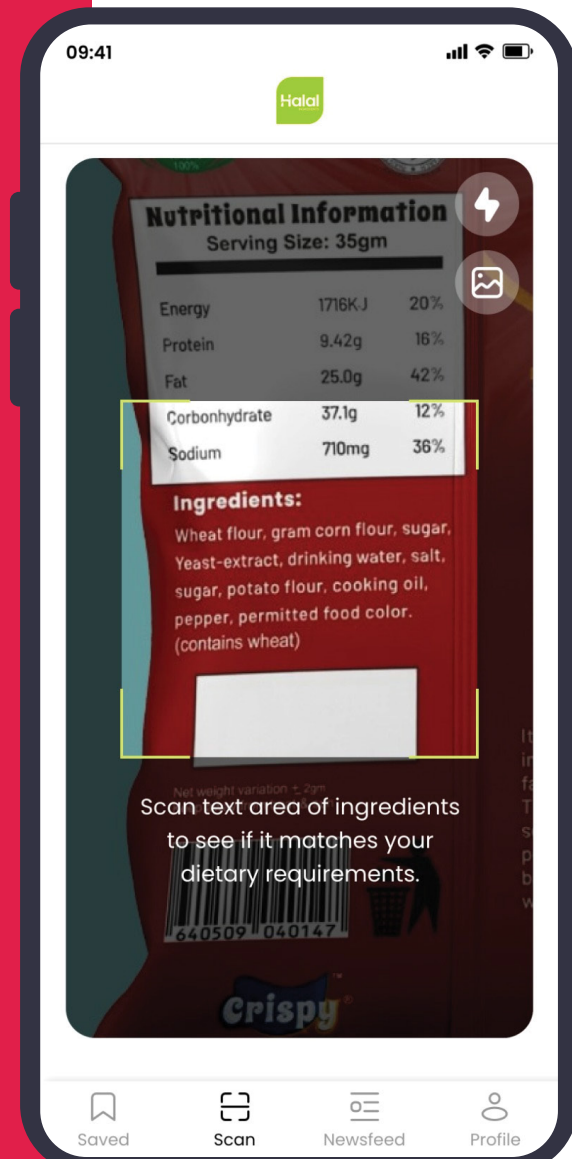 09:41
Halal
100%
Nutritional Information
Serving Size: 35gm
Energy 1716KJ 20%
Protein 9.42g 16%
Fat 25.0g 42%
Corbonhydrate 37.1g 12%
Sodium 710mg 36%
Ingredients:
Wheat flour, gram corn flour, sugar,
Yeast-extract, drinking water, salt,
sugar, potato flour, cooking oil,
pepper, permitted food color.
(contains wheat)
Net weight variation ± 2gm
Scan text area of ingredients
to see if it matches your
dietary requirements.
640509 040147
Crispy
Saved Scan Newsfeed Profile